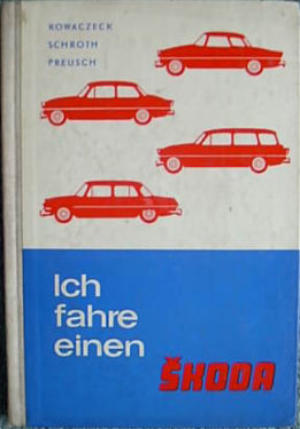 KOWACZECK
SCHROTH
PREUSCH
Ich
fahre
einen
ŠKODA